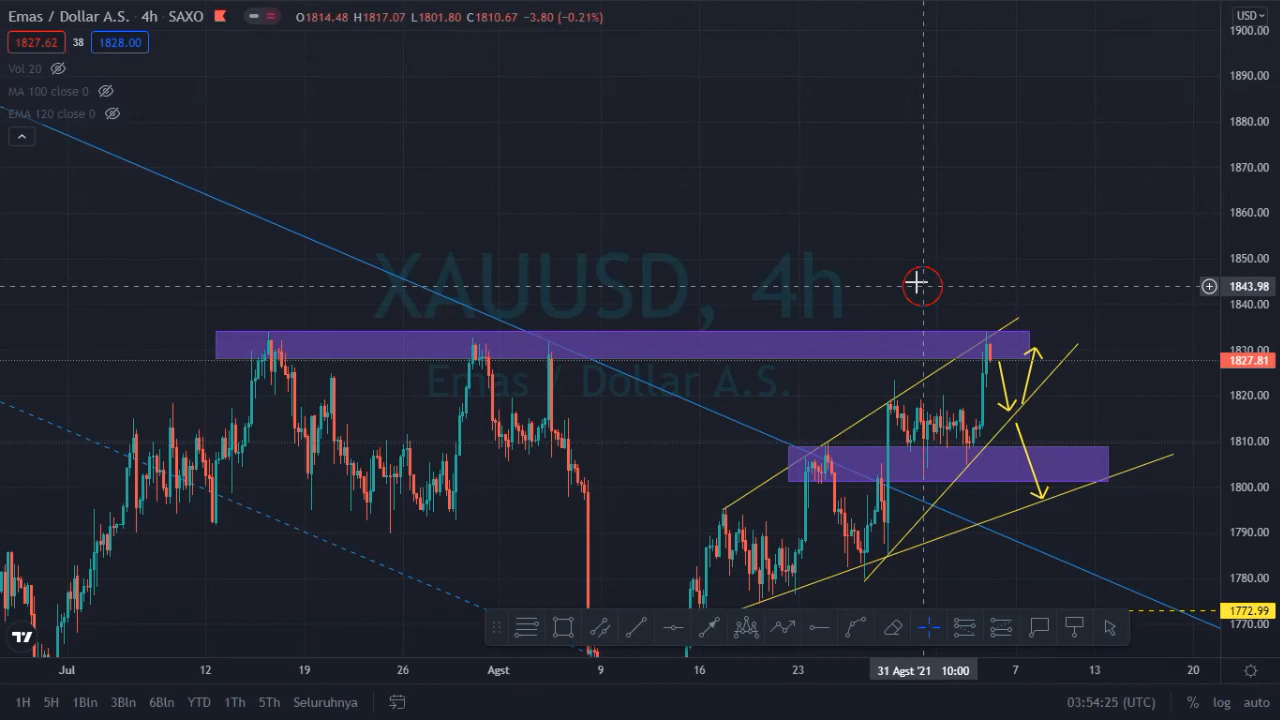 Emas / Dollar A.S. · 4h · SAXO O1814.48 H1817.07 L1801.80 C1810.67 −3.80 (−0.21%)
USD
1827.62 38 1828.00
Vol 20
MA 100 close 0
EMA 120 close 0
XAUUSD, 4h
Emas / Dollar A.S.
1900.00
1890.00
1880.00
1870.00
1860.00
1850.00
1843.98
1840.00
1830.00
1827.81
1820.00
1810.00
1800.00
1790.00
1780.00
1772.99
1770.00
Jul 12 19 26 Agst 9 16 23 31 Agst '21 10:00 7 13 20
1H 5H 1Bln 3Bln 6Bln YTD 1Th 5Th Seluruhnya 03:54:25 (UTC) % log auto